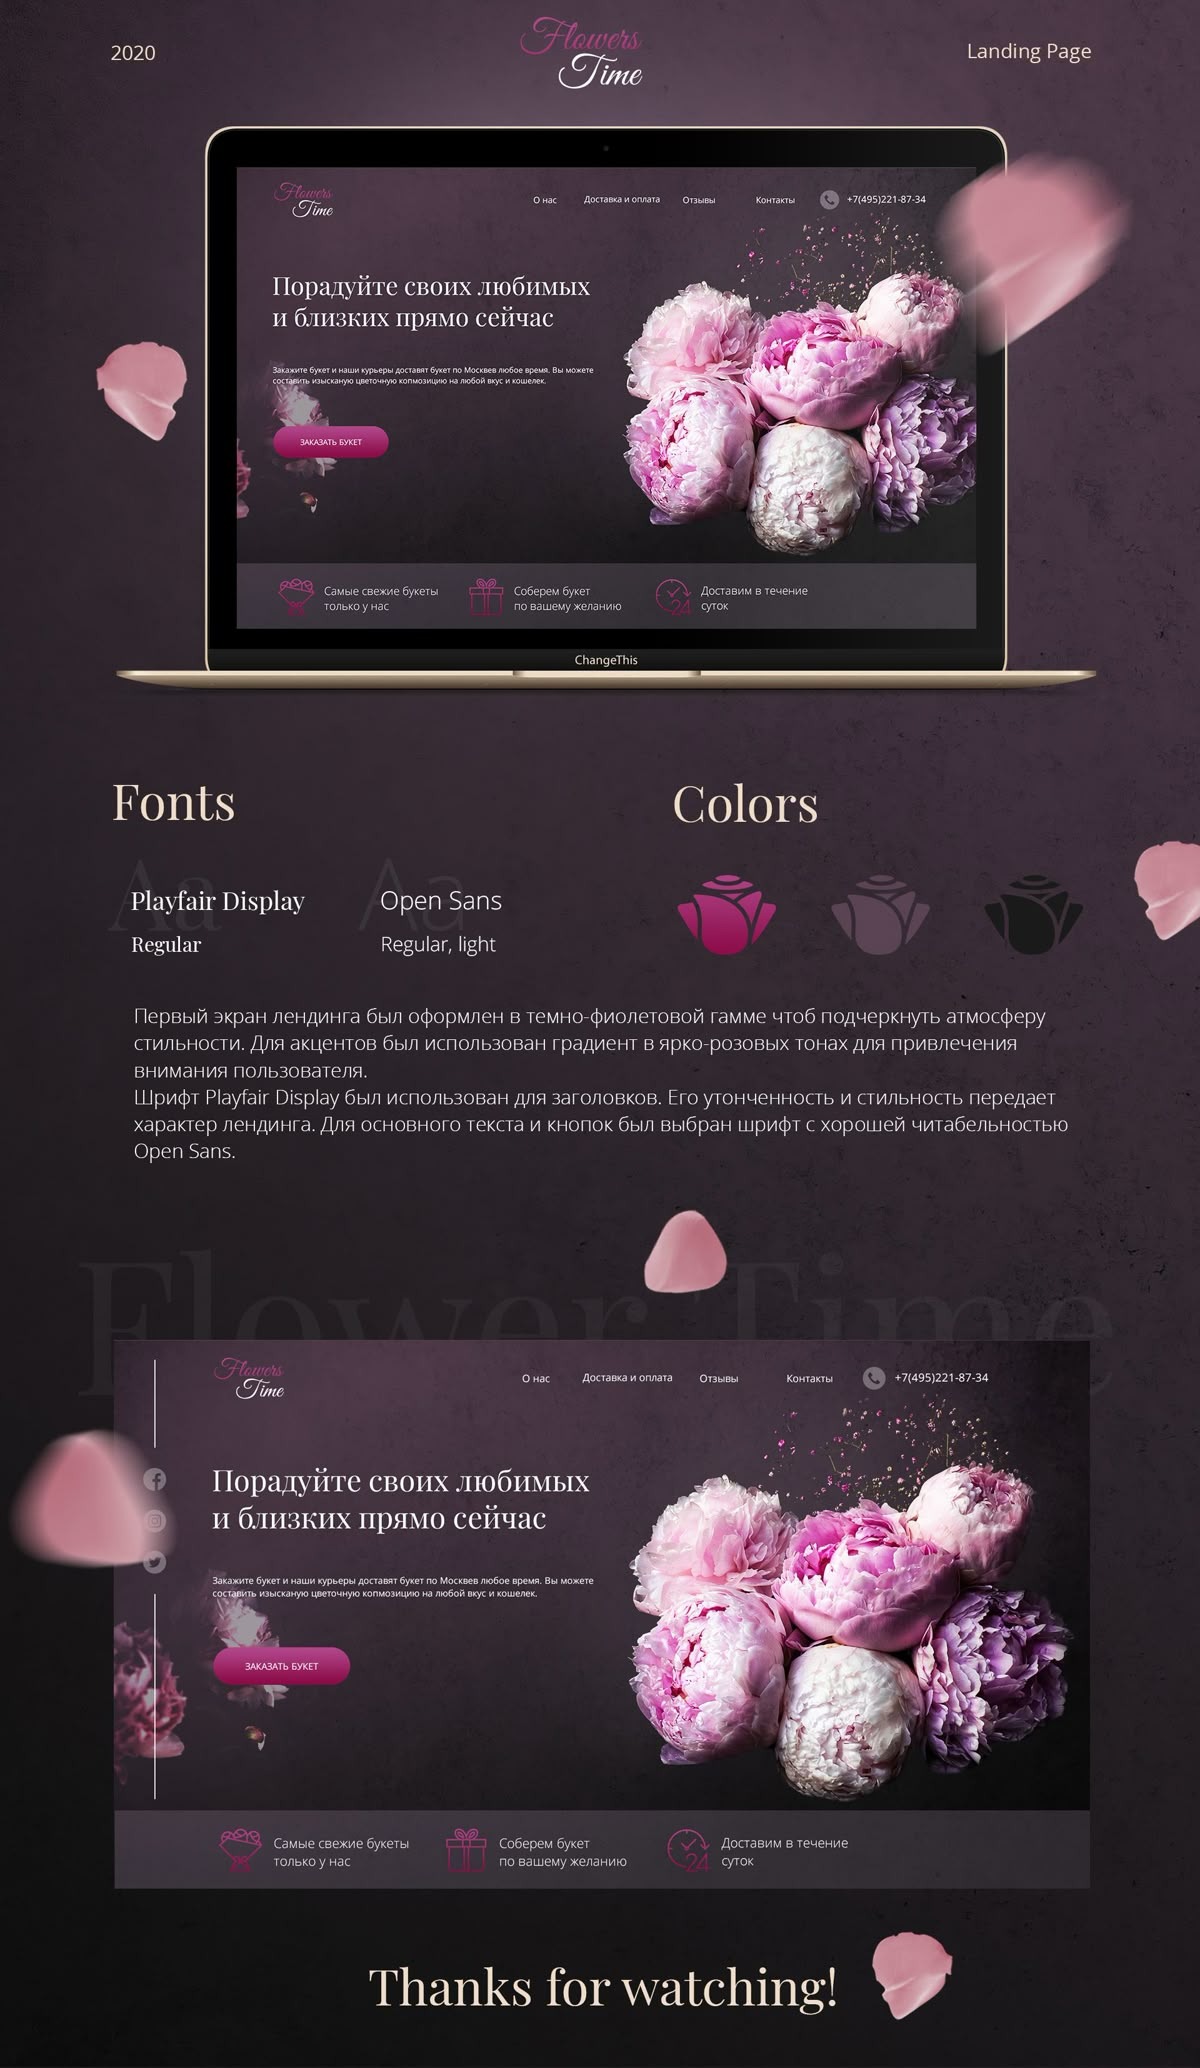 2020
Flowers
Time
Landing Page
Flowers
Time
О нас
Доставка и оплата
Отзывы
Контакты
+7(495)221-87-34
Порадуйте своих любимых
и близких прямо сейчас
Закажите букет и наши курьеры доставят букет по Москвев любое время. Вы можете
составить изысканую цветочную копмозицию на любой вкус и кошелек.
ЗАКАЗАТЬ БУКЕТ
Самые свежие букеты
только у нас
Соберем букет
по вашему желанию
24
Доставим в течение
суток
ChangeThis
Fonts
Colors
Aa
Playfair Display
Regular
Aa
Open Sans
Regular, light
Первый экран лендинга был оформлен в темно-фиолетовой гамме чтоб подчеркнуть атмосферу
стильности. Для акцентов был использован градиент в ярко-розовых тонах для привлечения
внимания пользователя.
Шрифт Playfair Display был использован для заголовков. Его утонченность и стильность передает
характер лендинга. Для основного текста и кнопок был выбран шрифт с хорошей читабельностью
Open Sans.
Flower Time
Flowers
Time
О нас
Доставка и оплата
Отзывы
Контакты
+7(495)221-87-34
Порадуйте своих любимых
и близких прямо сейчас
Закажите букет и наши курьеры доставят букет по Москвев любое время. Вы можете
составить изысканую цветочную копмозицию на любой вкус и кошелек.
ЗАКАЗАТЬ БУКЕТ
Самые свежие букеты
только у нас
Соберем букет
по вашему желанию
24
Доставим в течение
суток
Thanks for watching!